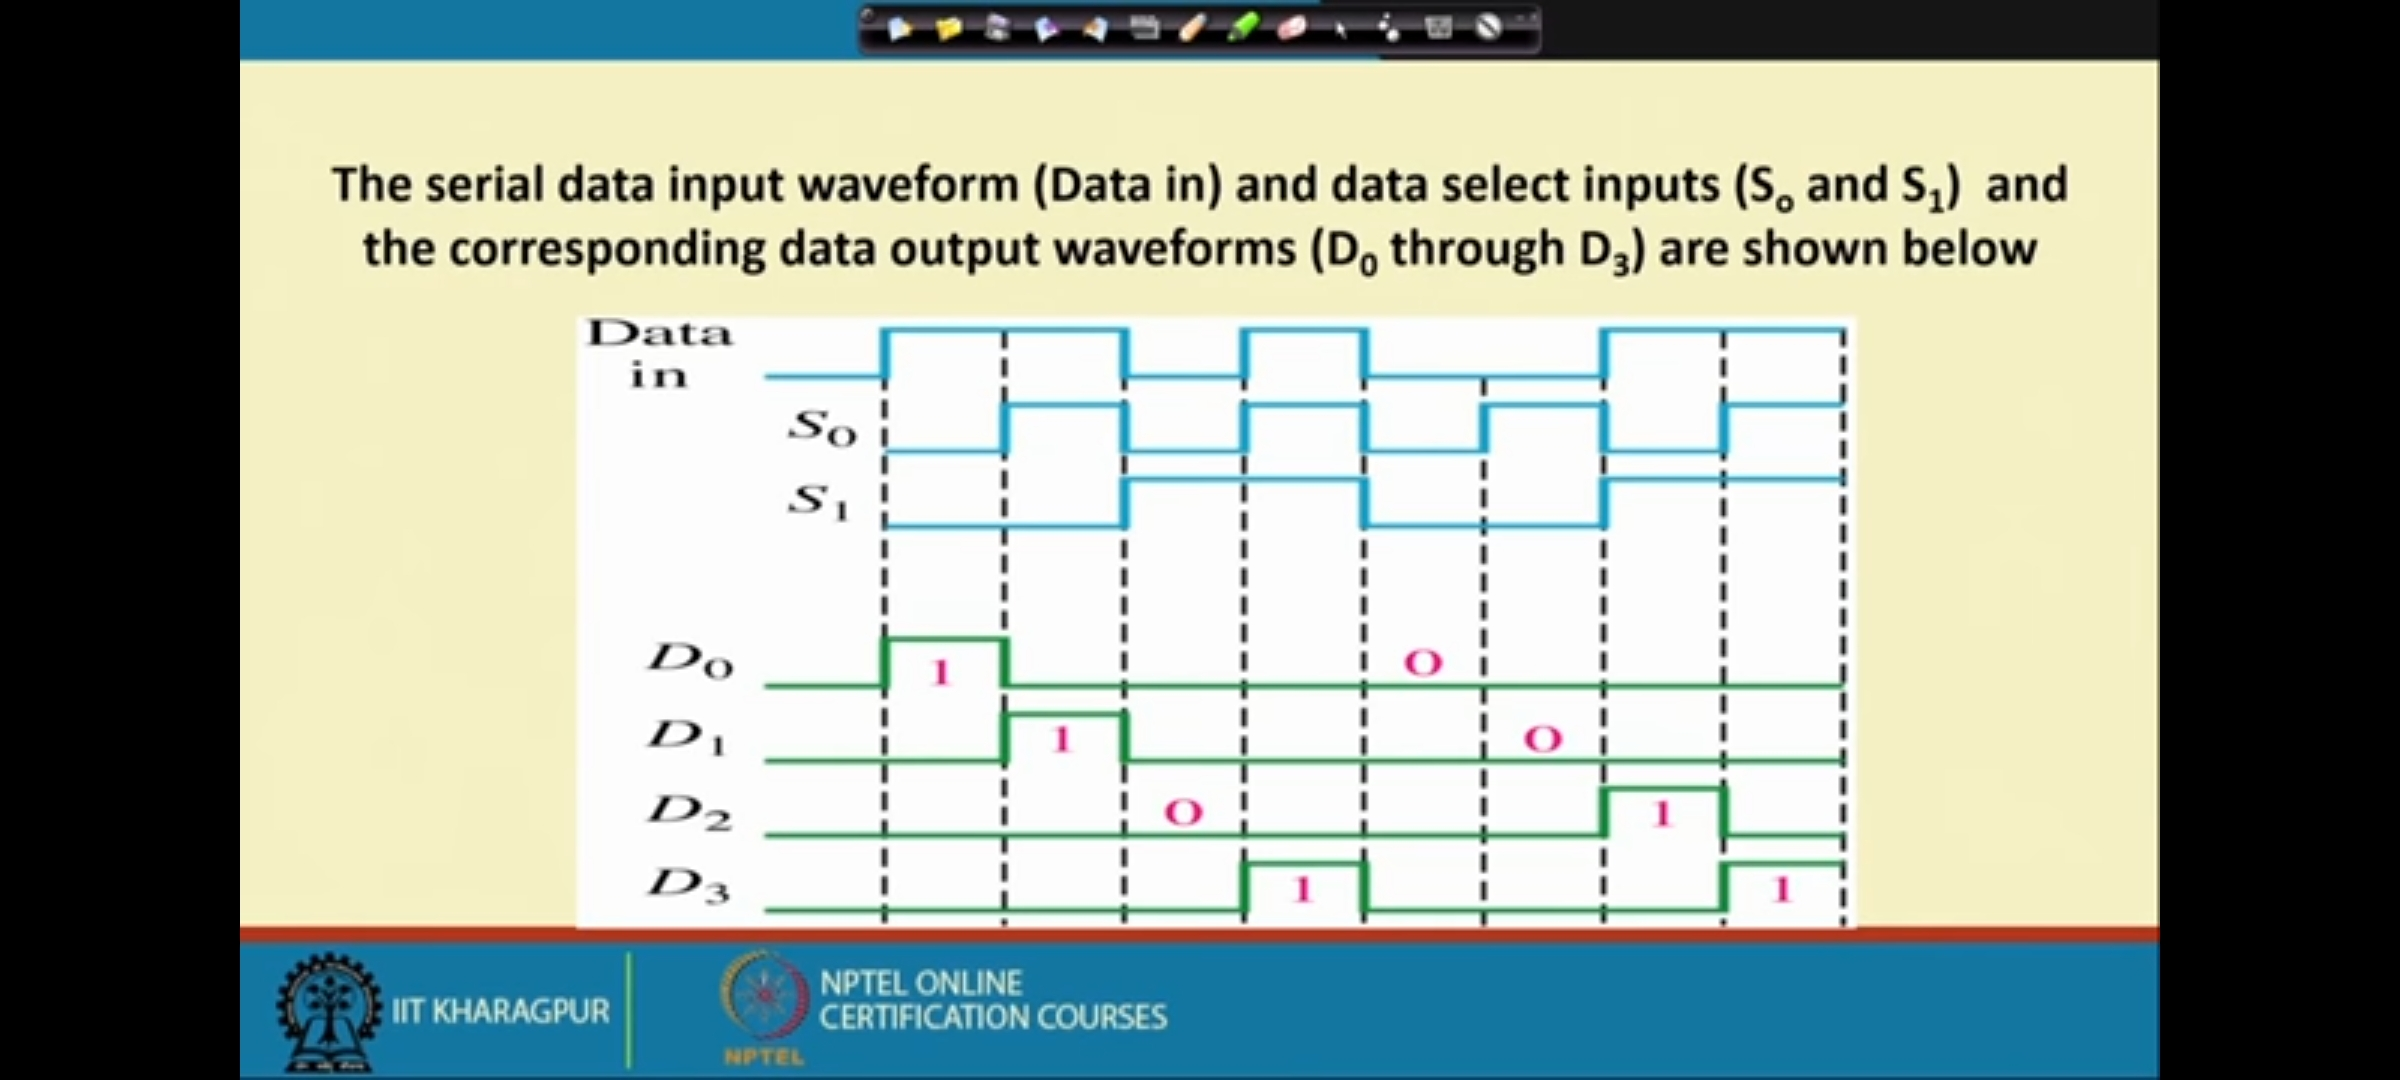 The serial data input waveform (Data in) and data select inputs (So and S1) and
the corresponding data output waveforms (D0 through D3) are shown below
Data
in
S0
S1
D0 1 0
D1 1 0
D2 0 1
D3 1 1
IIT KHARAGPUR
NPTEL
NPTEL ONLINE
CERTIFICATION COURSES